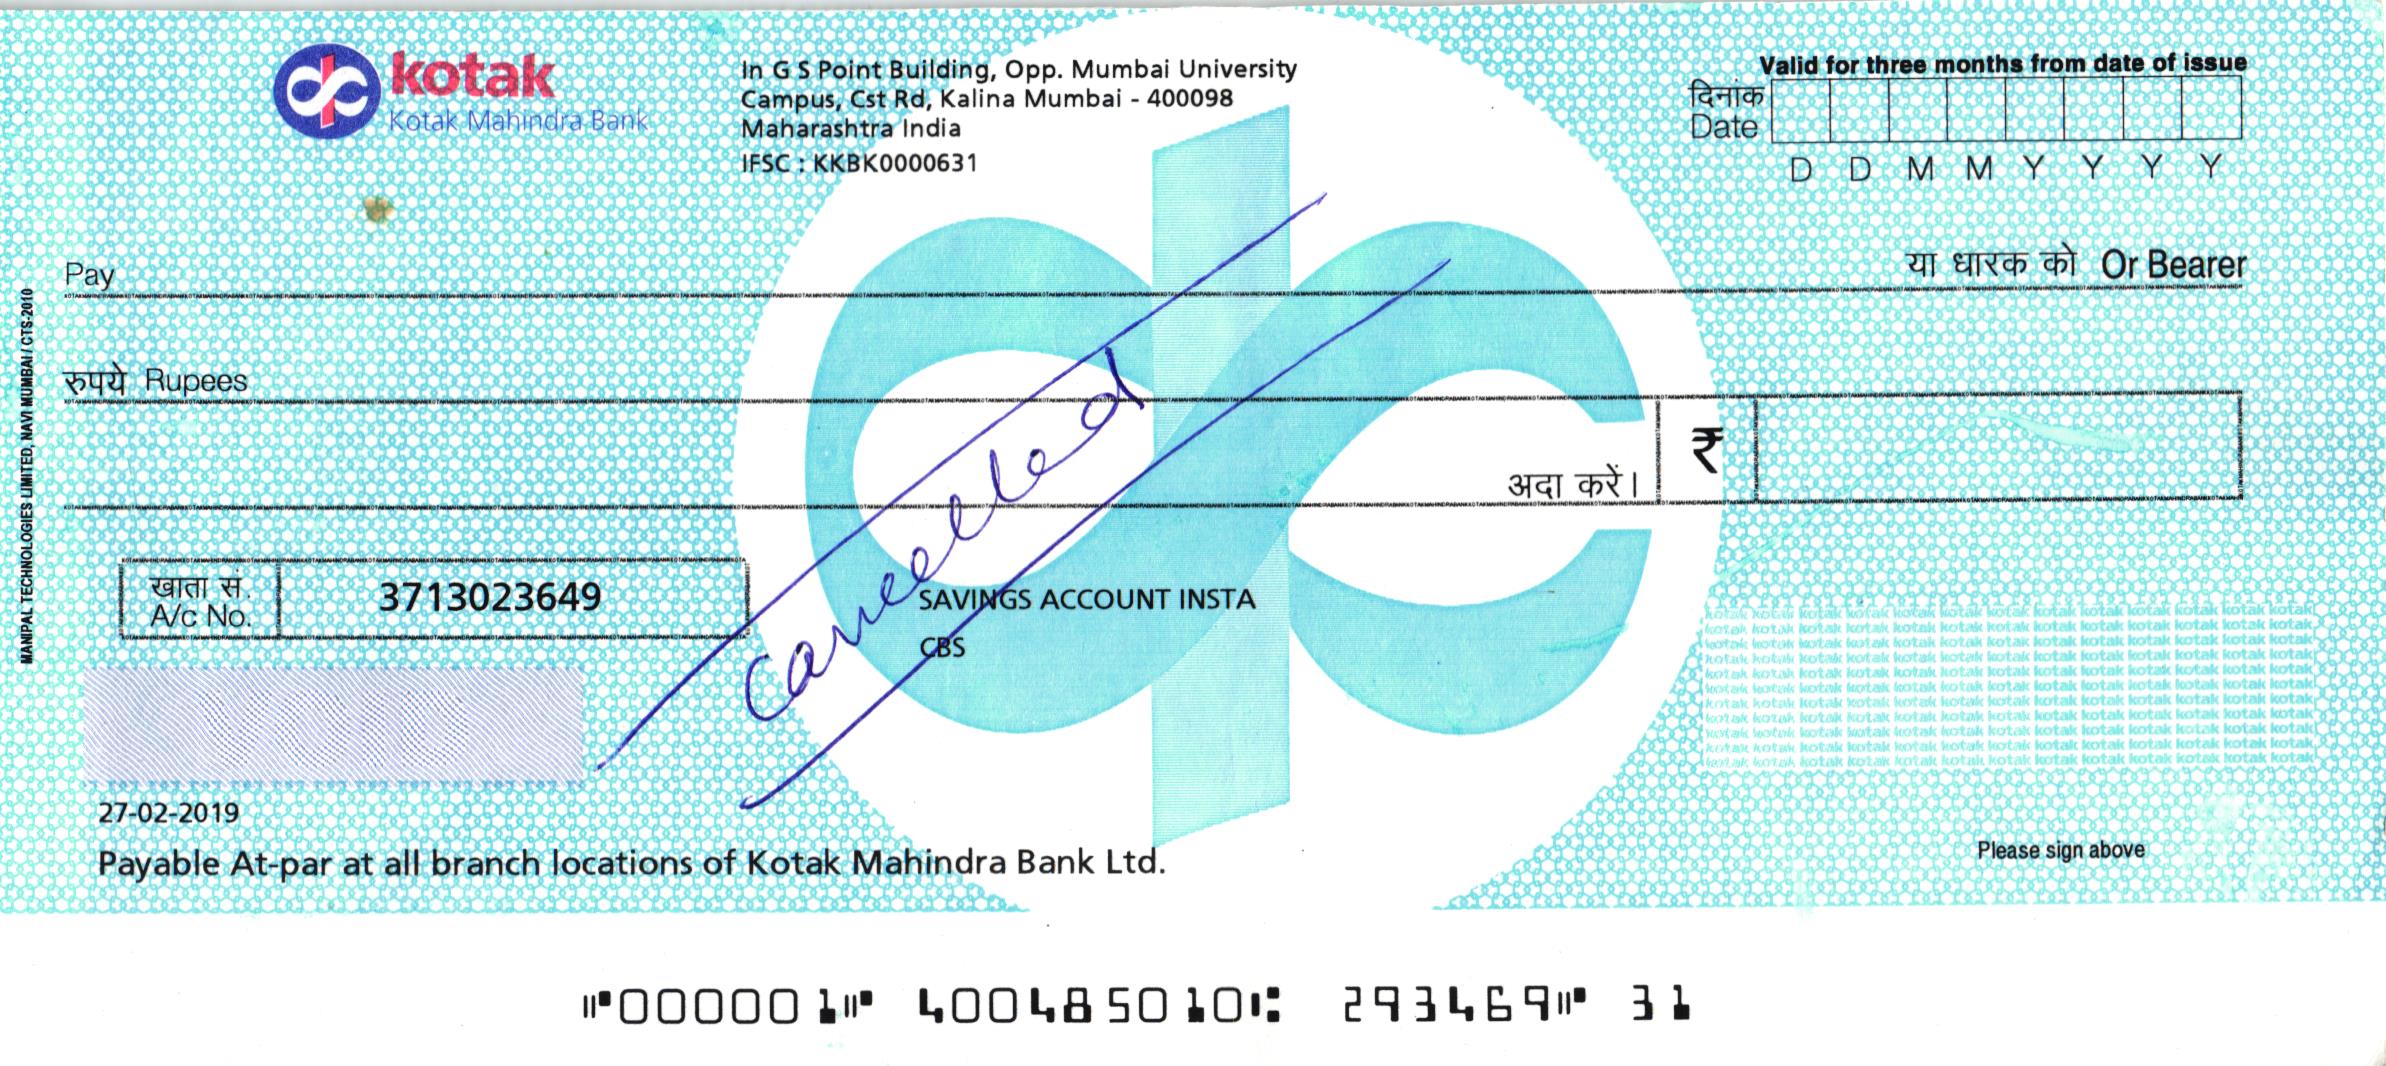 kotak
Kotak Mahindra Bank
In G S Point Building, Opp. Mumbai University
Campus, Cst Rd, Kalina Mumbai - 400098
Maharashtra India
IFSC : KKBK0000631
Valid for three months from date of issue
दिनांक
Date
D D M M Y Y Y Y
Pay
या धारक को Or Bearer
रुपये Rupees
अदा करें।
₹
Cancelled
खाता सं.
A/c No.
3713023649
SAVINGS ACCOUNT INSTA
CBS
VOID
27-02-2019
Payable At-par at all branch locations of Kotak Mahindra Bank Ltd.
Please sign above
MANIPAL TECHNOLOGIES LIMITED, NAVI MUMBAI / CTS-2010
⑈000001⑈ 400485010⑆ 293469⑈ 31